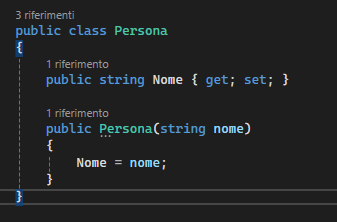 3 riferimenti
public class Persona
{
1 riferimento
public string Nome { get; set; }
1 riferimento
public Persona(string nome)
{
Nome = nome;
}
}